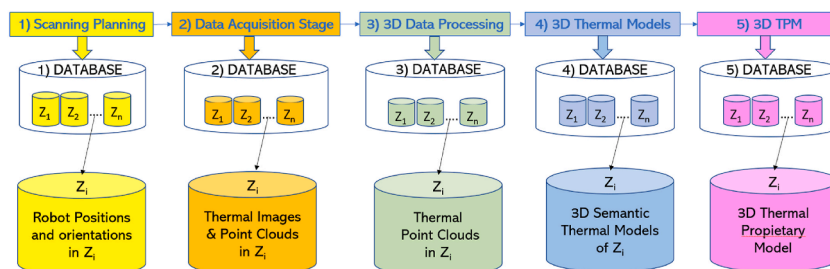 1) Scanning Planning
2) Data Acquisition Stage
3) 3D Data Processing
4) 3D Thermal Models
5) 3D TPM
1) DATABASE
Z1 Z2 .... Zn
Zi
Robot Positions
and orientations
in Zi
2) DATABASE
Z1 Z2 .... Zn
Zi
Thermal Images
& Point Clouds
in Zi
3) DATABASE
Z1 Z2 .... Zn
Zi
Thermal
Point Clouds
in Zi
4) DATABASE
Z1 Z2 .... Zn
Zi
3D Semantic
Thermal Models
of Zi
5) DATABASE
Z1 Z2 .... Zn
Zi
3D Thermal
Propietary
Model